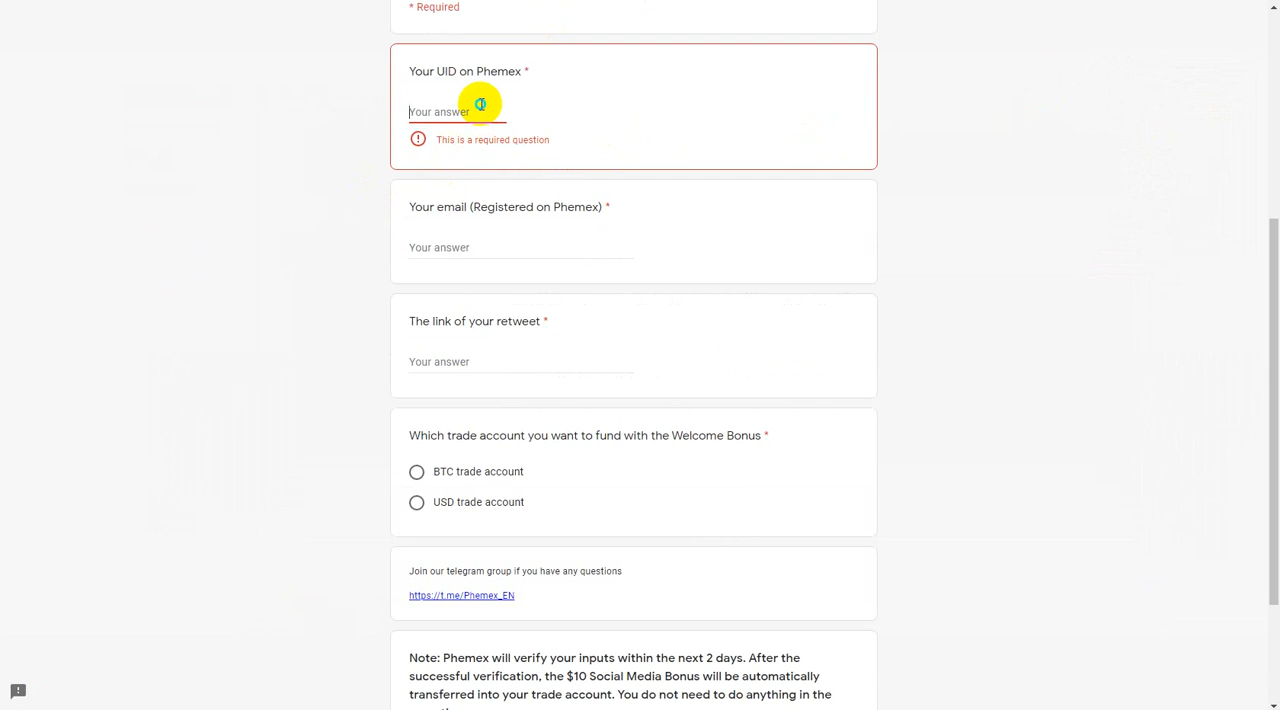 * Required
Your UID on Phemex *
Your answer
This is a required question
Your email (Registered on Phemex) *
Your answer
The link of your retweet *
Your answer
Which trade account you want to fund with the Welcome Bonus *
BTC trade account
USD trade account
Join our telegram group if you have any questions
https://t.me/Phemex_EN
Note: Phemex will verify your inputs within the next 2 days. After the
successful verification, the $10 Social Media Bonus will be automatically
transferred into your trade account. You do not need to do anything in the